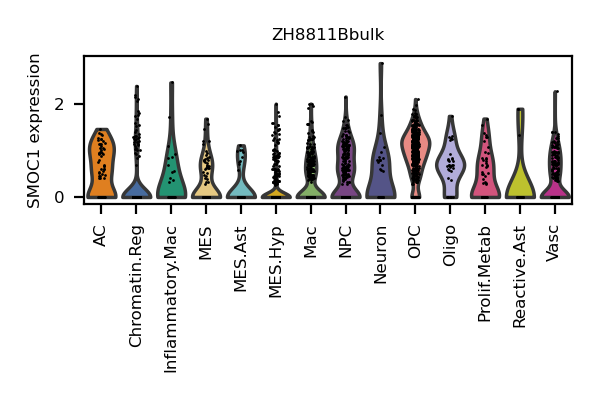 ZH8811Bbulk
SMOC1 expression
2
0
AC
Chromatin.Reg
Inflammatory.Mac
MES
MES.Ast
MES.Hyp
Mac
NPC
Neuron
OPC
Oligo
Prolif.Metab
Reactive.Ast
Vasc